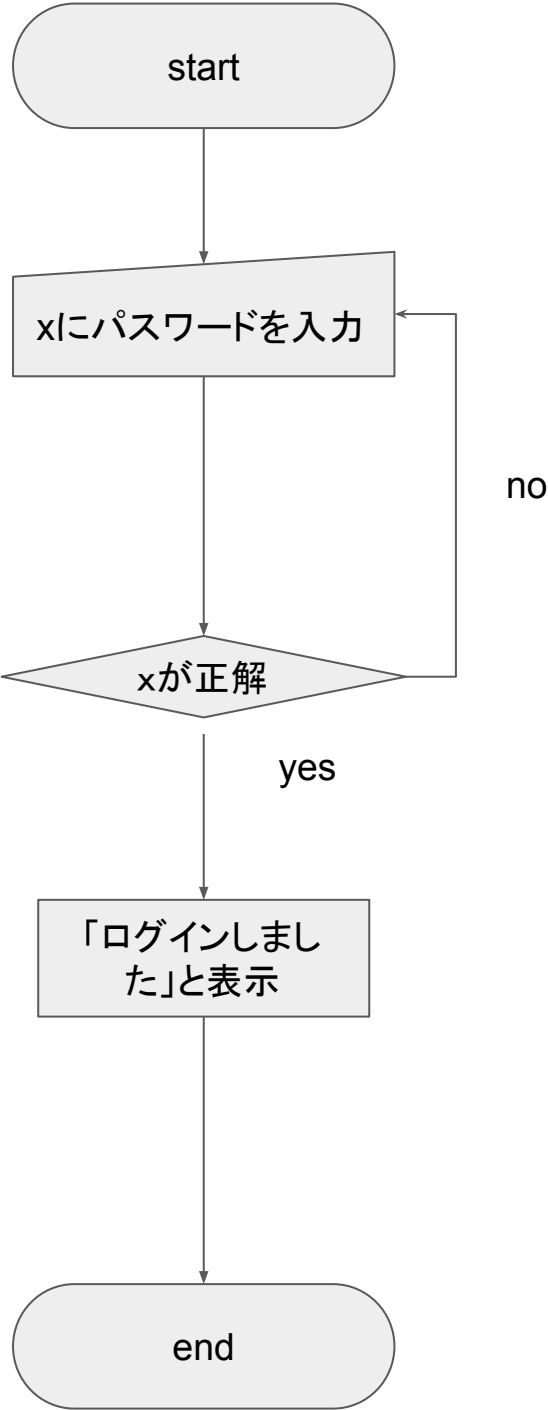 start
xにパスワードを入力
no
xが正解
yes
「ログインしまし
た」と表示
end